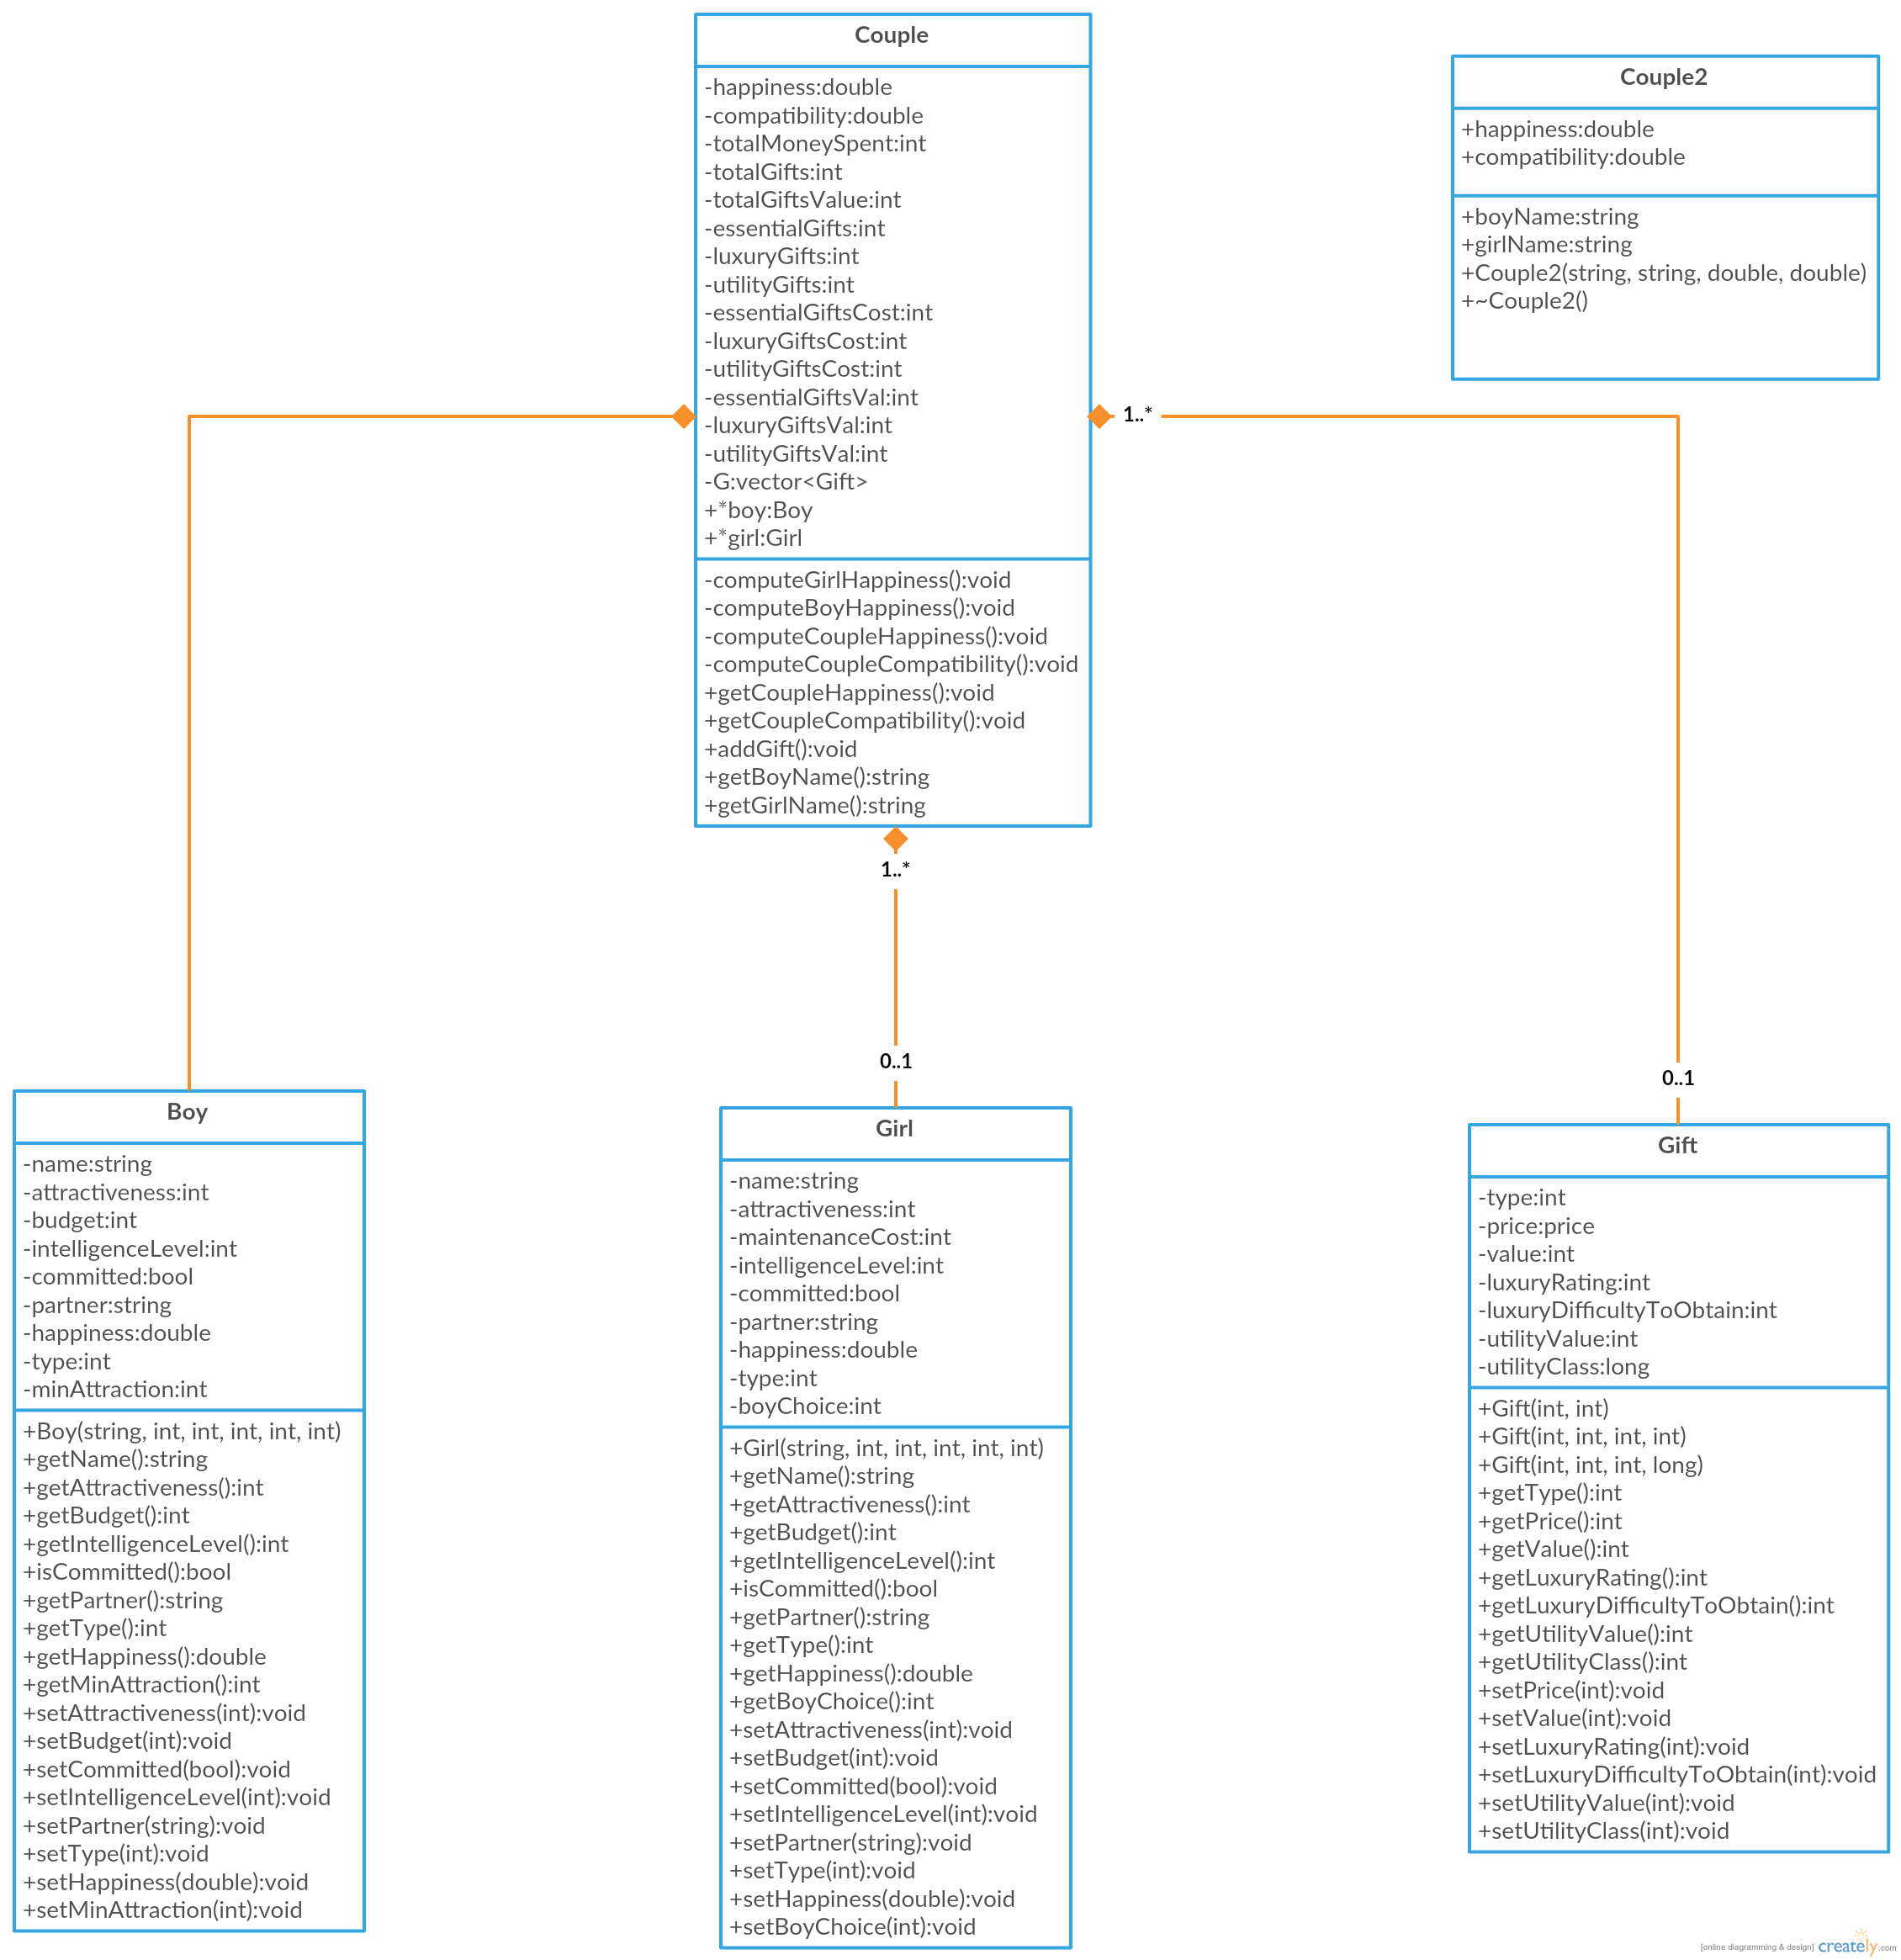 Couple
-happiness:double
-compatibility:double
-totalMoneySpent:int
-totalGifts:int
-totalGiftsValue:int
-essentialGifts:int
-luxuryGifts:int
-utilityGifts:int
-essentialGiftsCost:int
-luxuryGiftsCost:int
-utilityGiftsCost:int
-essentialGiftsVal:int
-luxuryGiftsVal:int
-utilityGiftsVal:int
-G:vector<Gift>
+*boy:Boy
+*girl:Girl
-computeGirlHappiness():void
-computeBoyHappiness():void
-computeCoupleHappiness():void
-computeCoupleCompatibility():void
+getCoupleHappiness():void
+getCoupleCompatibility():void
+addGift():void
+getBoyName():string
+getGirlName():string
Couple2
+happiness:double
+compatibility:double
+boyName:string
+girlName:string
+Couple2(string, string, double, double)
+~Couple2()
1..*
1..*
0..1
0..1
Boy
-name:string
-attractiveness:int
-budget:int
-intelligenceLevel:int
-committed:bool
-partner:string
-happiness:double
-type:int
-minAttraction:int
+Boy(string, int, int, int, int, int)
+getName():string
+getAttractiveness():int
+getBudget():int
+getIntelligenceLevel():int
+isCommitted():bool
+getPartner():string
+getType():int
+getHappiness():double
+getMinAttraction():int
+setAttractiveness(int):void
+setBudget(int):void
+setCommitted(bool):void
+setIntelligenceLevel(int):void
+setPartner(string):void
+setType(int):void
+setHappiness(double):void
+setMinAttraction(int):void
Girl
-name:string
-attractiveness:int
-maintenanceCost:int
-intelligenceLevel:int
-committed:bool
-partner:string
-happiness:double
-type:int
-boyChoice:int
+Girl(string, int, int, int, int, int)
+getName():string
+getAttractiveness():int
+getBudget():int
+getIntelligenceLevel():int
+isCommitted():bool
+getPartner():string
+getType():int
+getHappiness():double
+getBoyChoice():int
+setAttractiveness(int):void
+setBudget(int):void
+setCommitted(bool):void
+setIntelligenceLevel(int):void
+setPartner(string):void
+setType(int):void
+setHappiness(double):void
+setBoyChoice(int):void
Gift
-type:int
-price:price
-value:int
-luxuryRating:int
-luxuryDifficultyToObtain:int
-utilityValue:int
-utilityClass:long
+Gift(int, int)
+Gift(int, int, int, int)
+Gift(int, int, int, long)
+getType():int
+getPrice():int
+getValue():int
+getLuxuryRating():int
+getLuxuryDifficultyToObtain():int
+getUtilityValue():int
+getUtilityClass():int
+setPrice(int):void
+setValue(int):void
+setLuxuryRating(int):void
+setLuxuryDifficultyToObtain(int):void
+setUtilityValue(int):void
+setUtilityClass(int):void
[online diagramming & design] creately.com